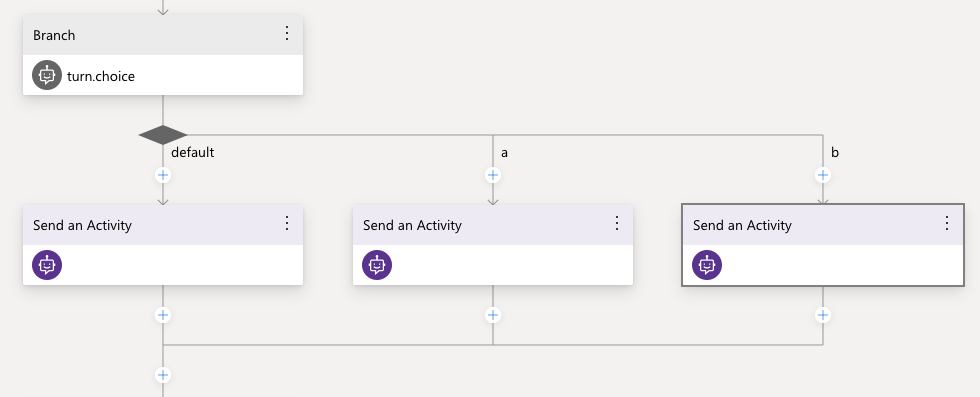 Branch
turn.choice
default
a
b
Send an Activity
Send an Activity
Send an Activity